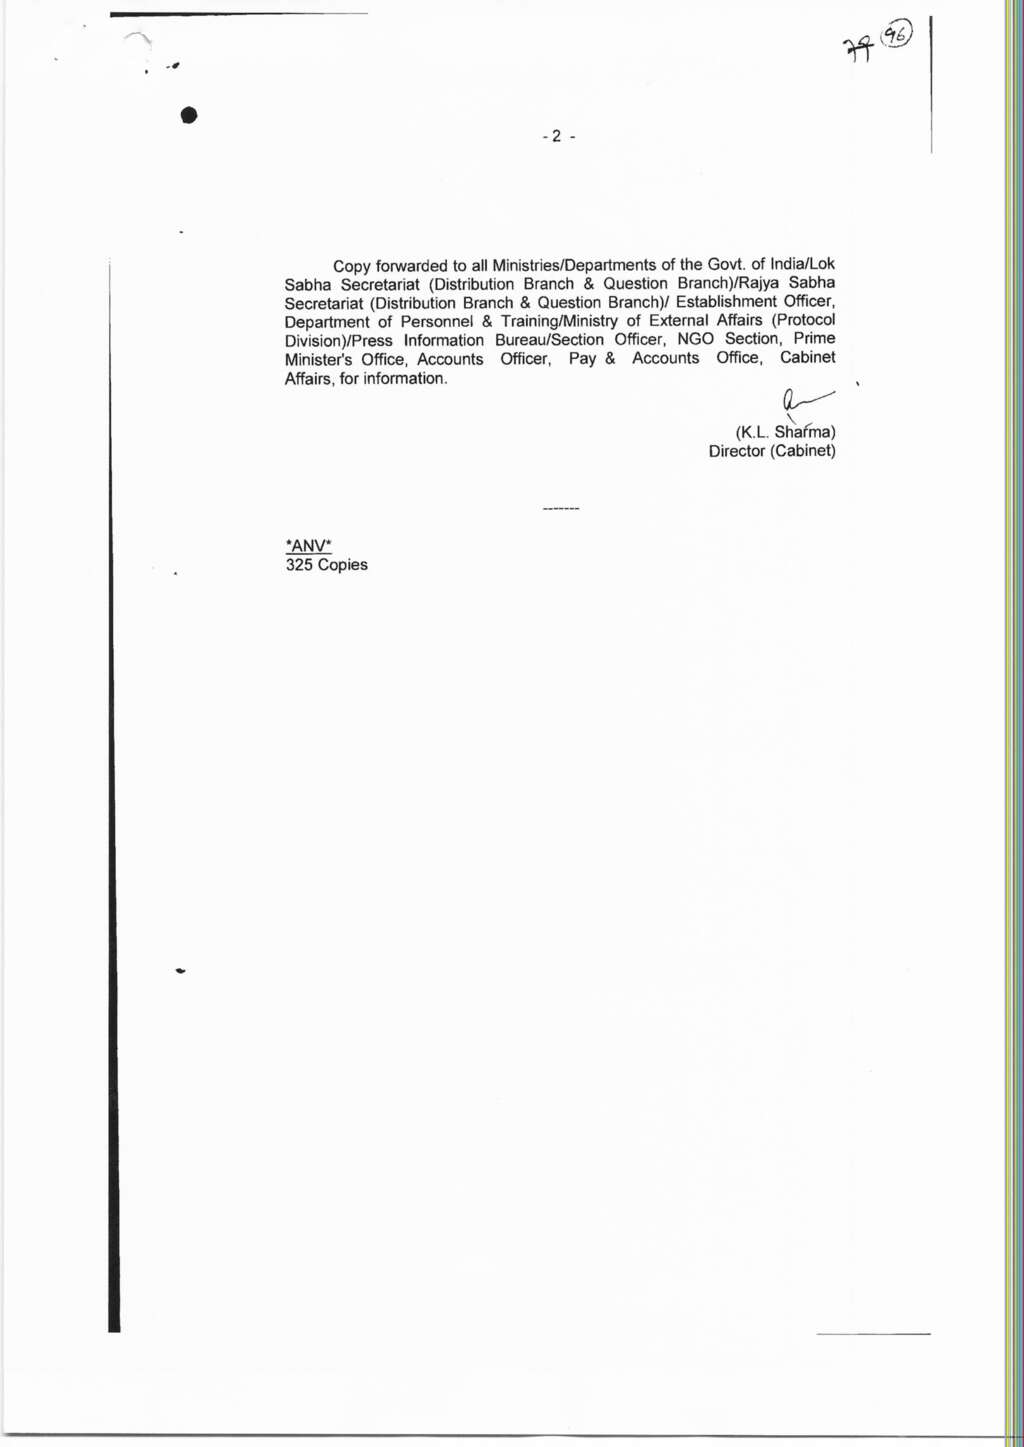 96
- 2 -
Copy forwarded to all Ministries/Departments of the Govt. of India/Lok
Sabha Secretariat (Distribution Branch & Question Branch)/Rajya Sabha
Secretariat (Distribution Branch & Question Branch)/ Establishment Officer,
Department of Personnel & Training/Ministry of External Affairs (Protocol
Division)/Press Information Bureau/Section Officer, NGO Section, Prime
Minister's Office, Accounts Officer, Pay & Accounts Office, Cabinet
Affairs, for information.
(K.L. Sharma)
Director (Cabinet)
-------
*ANV*
325 Copies